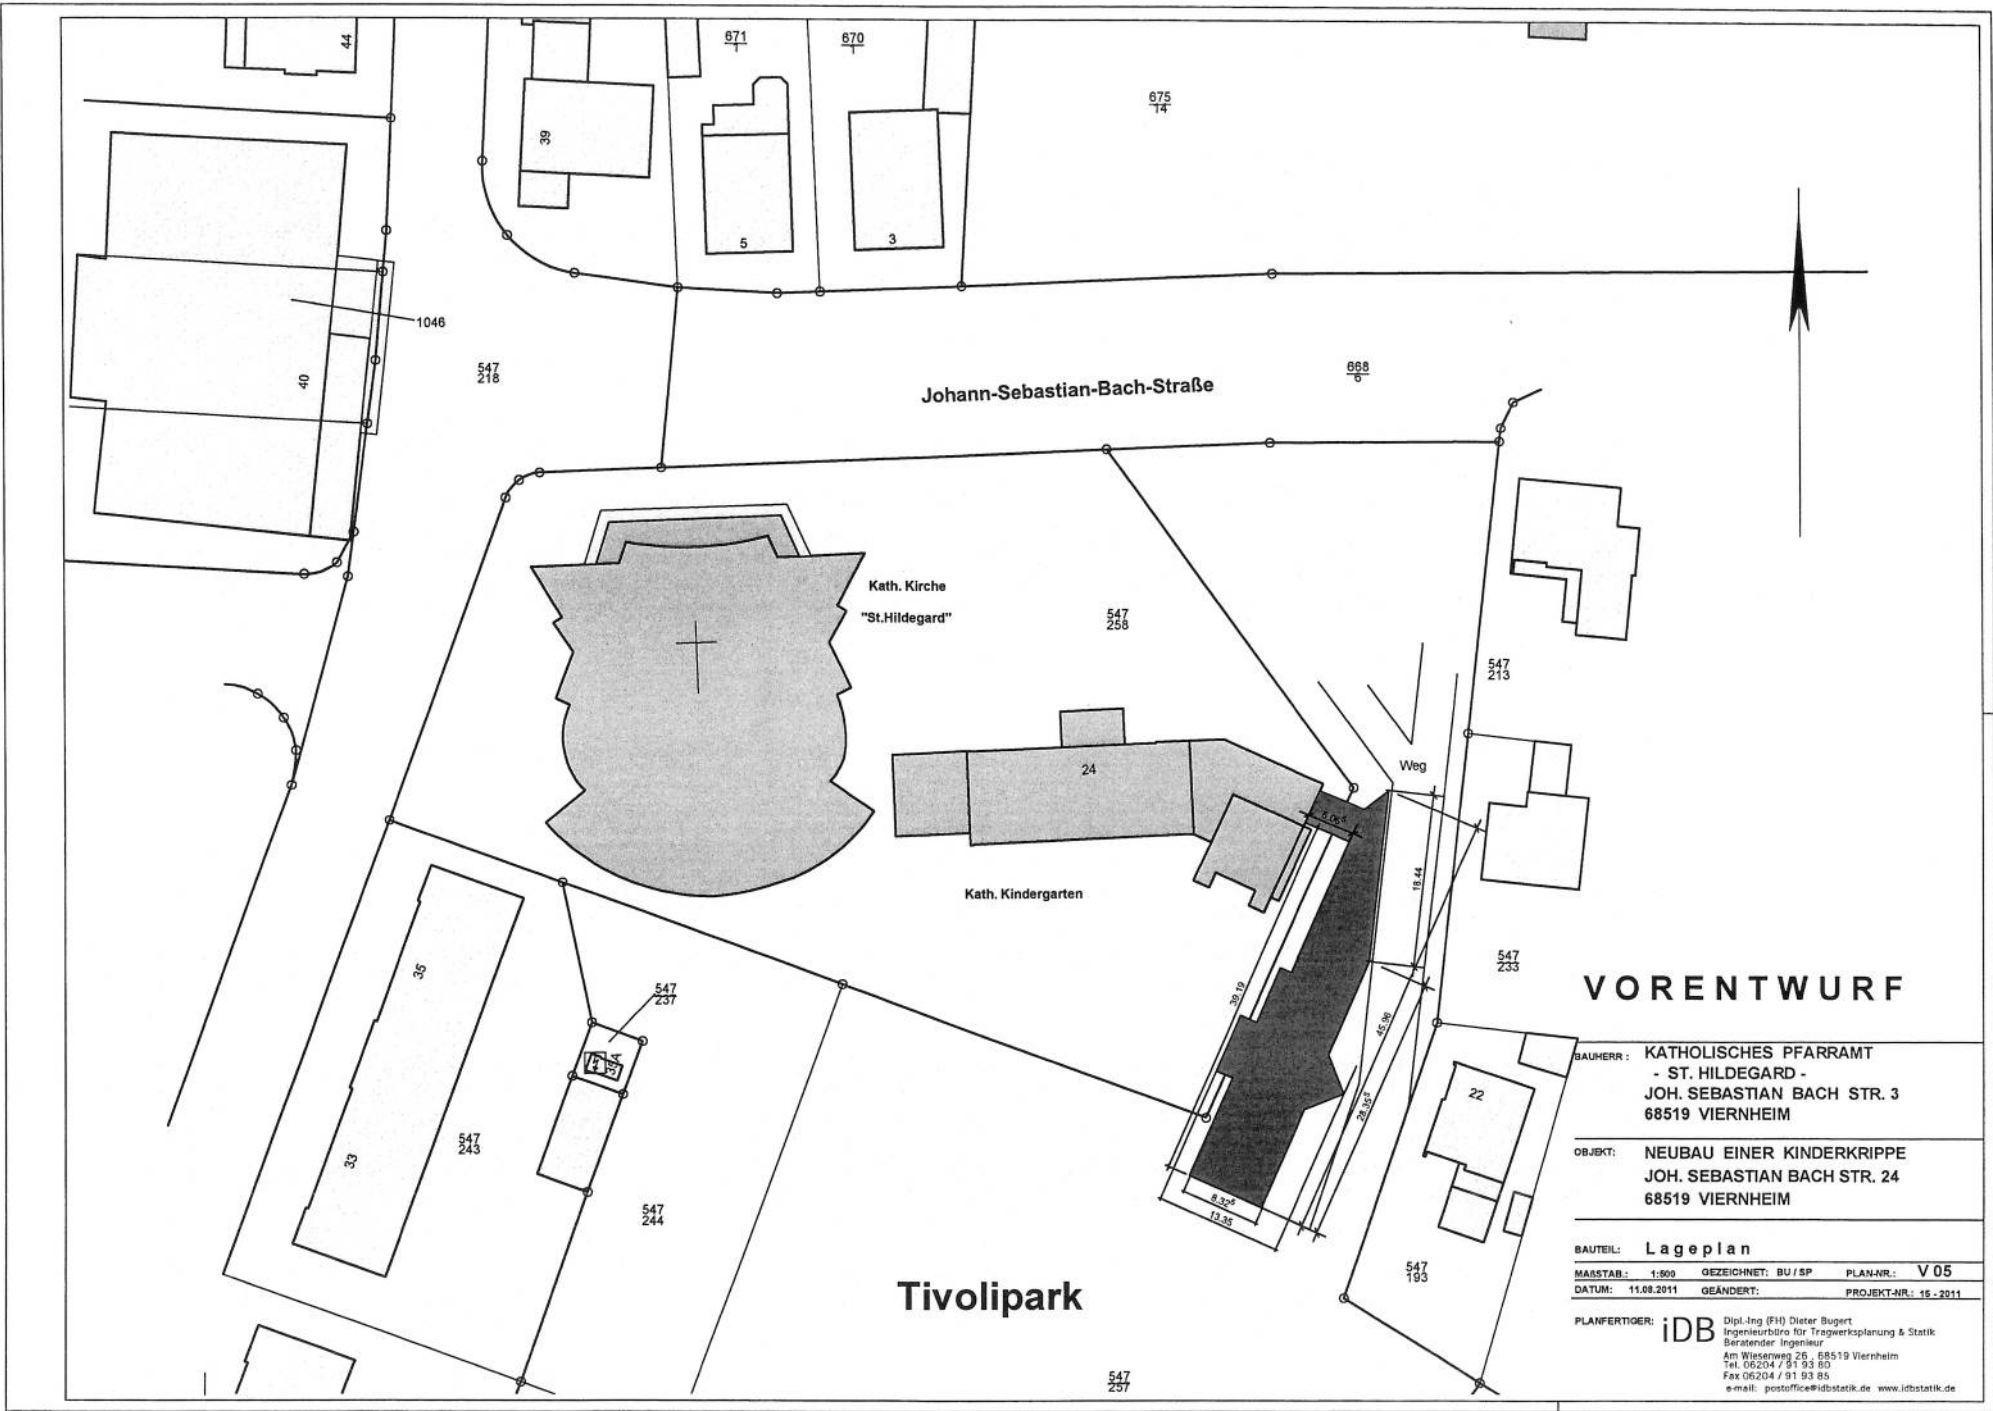 44
671
1
670
1
675
14
39
5
3
1046
547
218
40
Johann-Sebastian-Bach-Straße
668
6
Kath. Kirche
"St.Hildegard"
547
258
547
213
Weg
24
5.06⁵
18.44
Kath. Kindergarten
35
547
237
35A
39.19
45.96
28.35⁵
547
233
33
547
243
547
244
8.32⁵
13.35
22
547
193
Tivolipark
547
257
VORENTWURF
BAUHERR: KATHOLISCHES PFARRAMT
- ST. HILDEGARD -
JOH. SEBASTIAN BACH STR. 3
68519 VIERNHEIM
OBJEKT: NEUBAU EINER KINDERKRIPPE
JOH. SEBASTIAN BACH STR. 24
68519 VIERNHEIM
BAUTEIL: Lageplan
MAßSTAB.: 1:500 GEZEICHNET: BU / SP PLAN-NR.: V 05
DATUM: 11.08.2011 GEÄNDERT: PROJEKT-NR.: 15 - 2011
PLANFERTIGER: iDB Dipl.-Ing (FH) Dieter Bugert
Ingenieurbüro für Tragwerksplanung & Statik
Beratender Ingenieur
Am Wiesenweg 26 , 68519 Viernheim
Tel. 06204 / 91 93 80
Fax 06204 / 91 93 85
e-mail: postoffice@idbstatik.de www.idbstatik.de